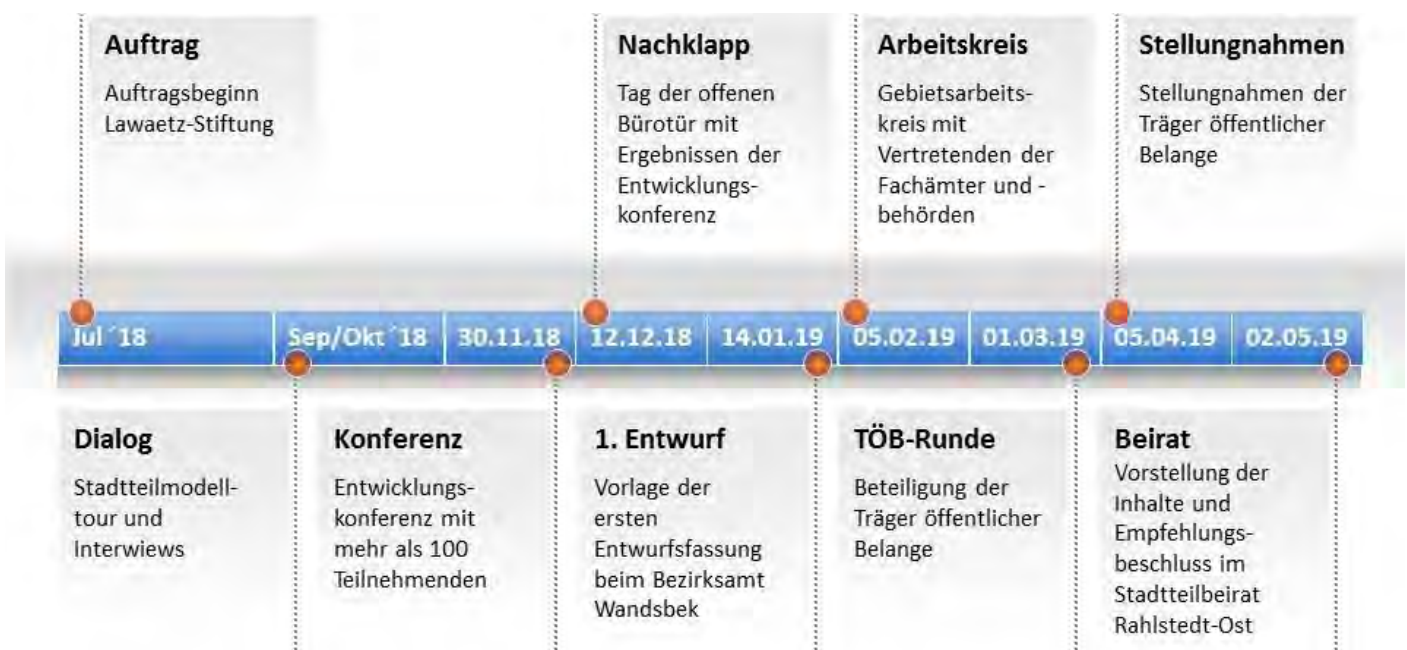 Auftrag
Auftragsbeginn
Lawaetz-Stiftung
Nachklapp
Tag der offenen
Bürotür mit
Ergebnissen der
Entwicklungs-
konferenz
Arbeitskreis
Gebietsarbeits-
kreis mit
Vertretenden der
Fachämter und -
behörden
Stellungnahmen
Stellungnahmen der
Träger öffentlicher
Belange
Jul ´18
Sep/Okt ´18
30.11.18
12.12.18
14.01.19
05.02.19
01.03.19
05.04.19
02.05.19
Dialog
Stadtteilmodell-
tour und
Interwiews
Konferenz
Entwicklungs-
konferenz mit
mehr als 100
Teilnehmenden
1. Entwurf
Vorlage der
ersten
Entwurfsfassung
beim Bezirksamt
Wandsbek
TÖB-Runde
Beteiligung der
Träger öffentlicher
Belange
Beirat
Vorstellung der
Inhalte und
Empfehlungs-
beschluss im
Stadtteilbeirat
Rahlstedt-Ost